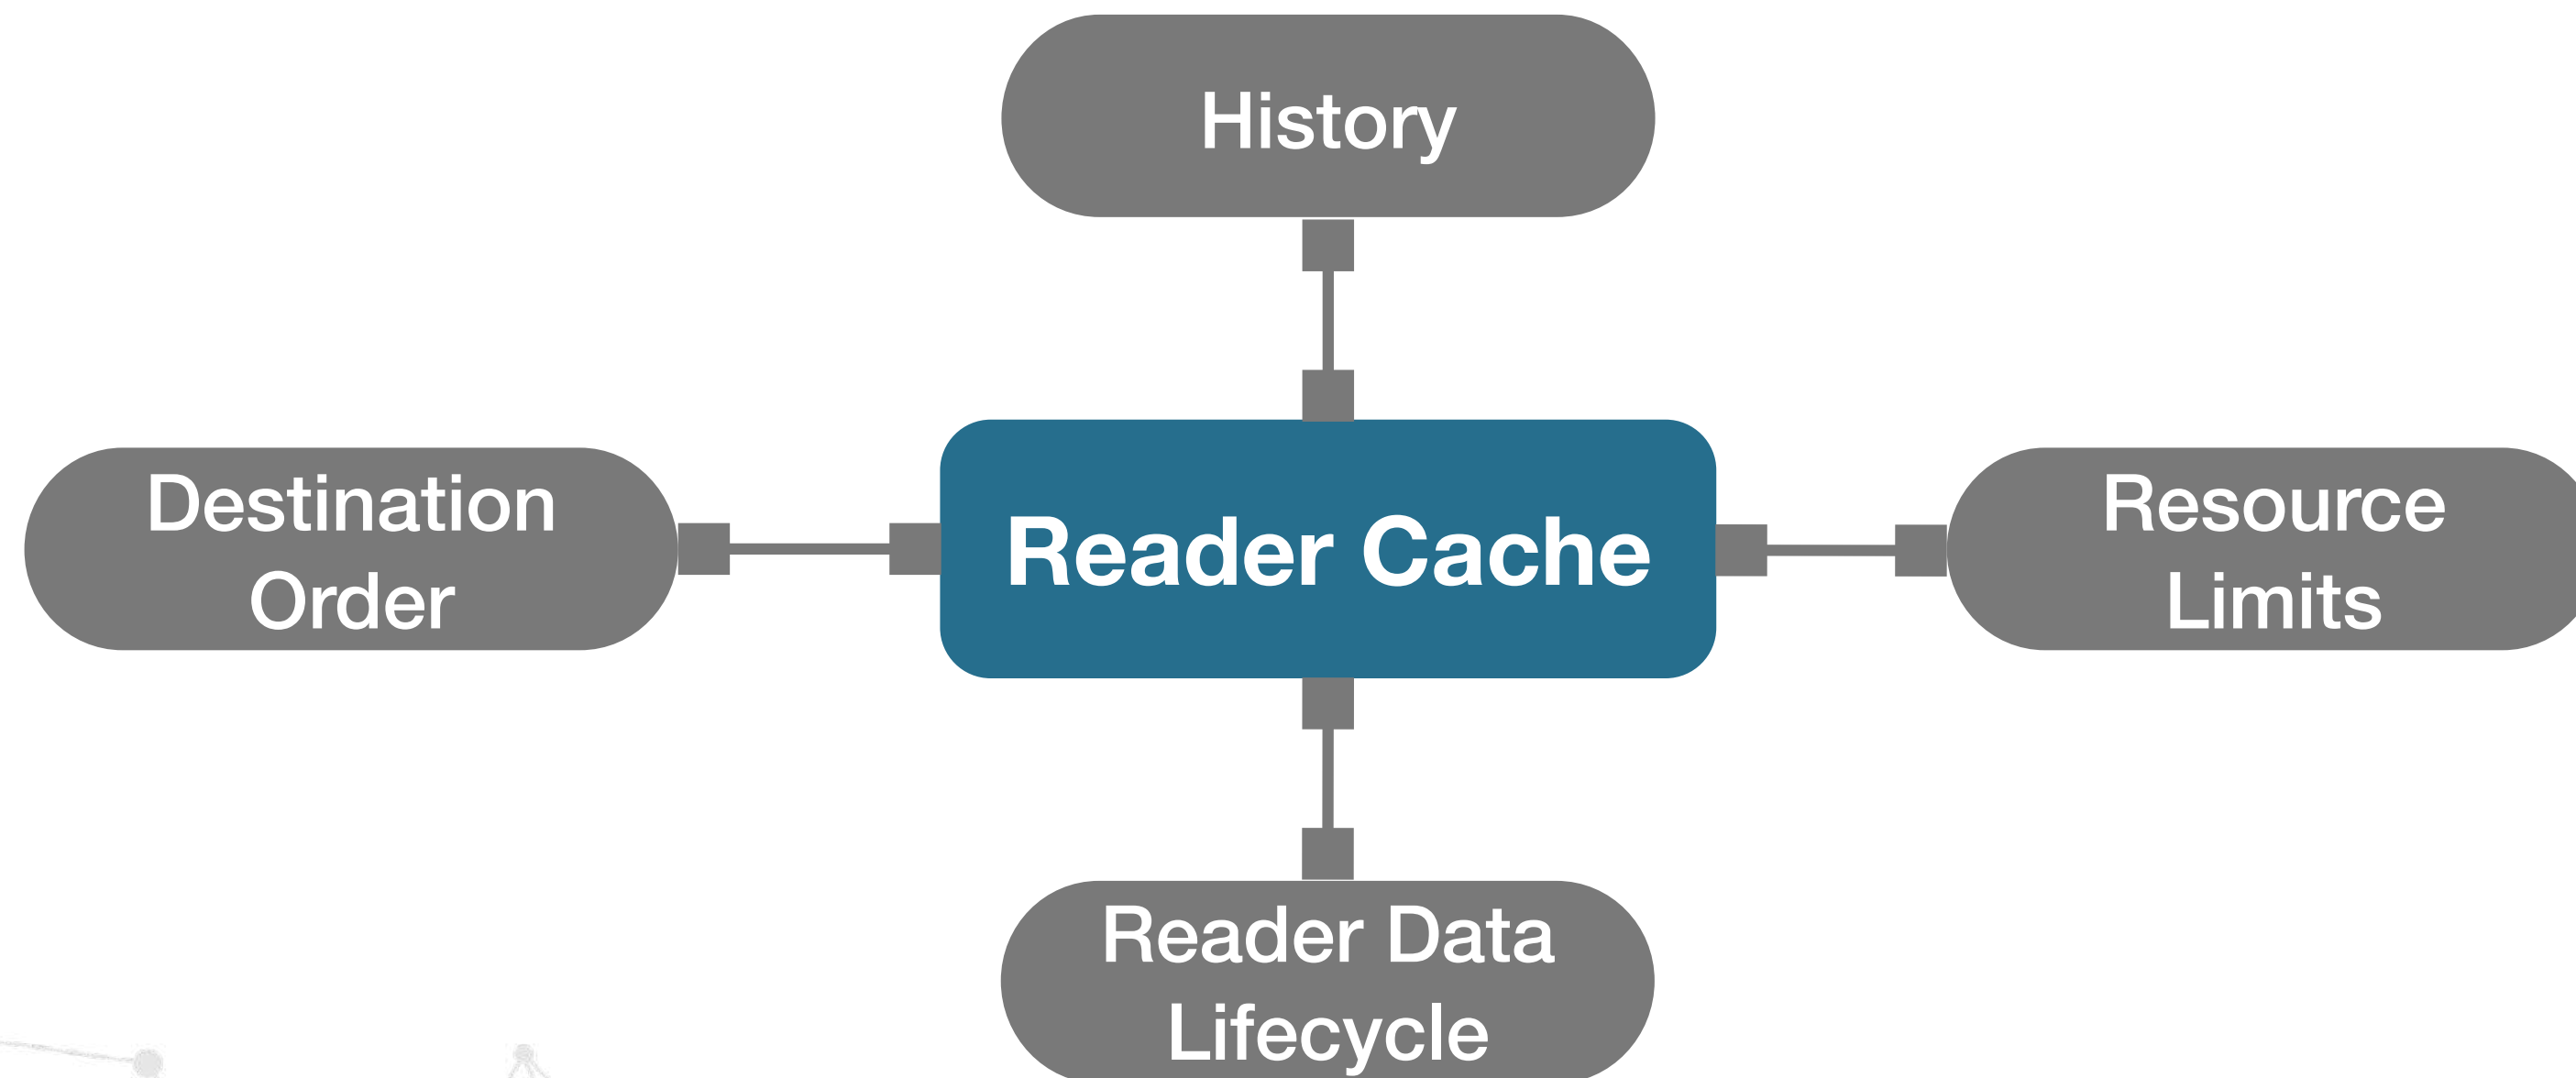 History
Destination
Order
Reader Cache
Resource
Limits
Reader Data
Lifecycle